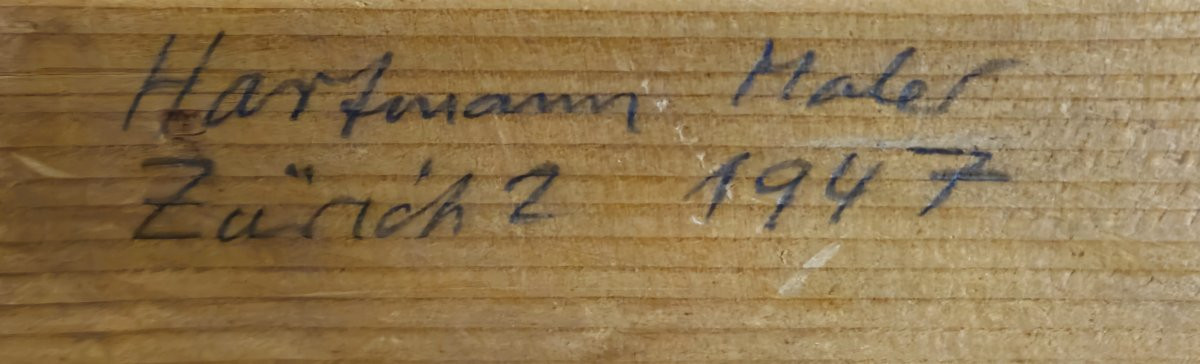 Hartmann Maler
Zürich 2 1947